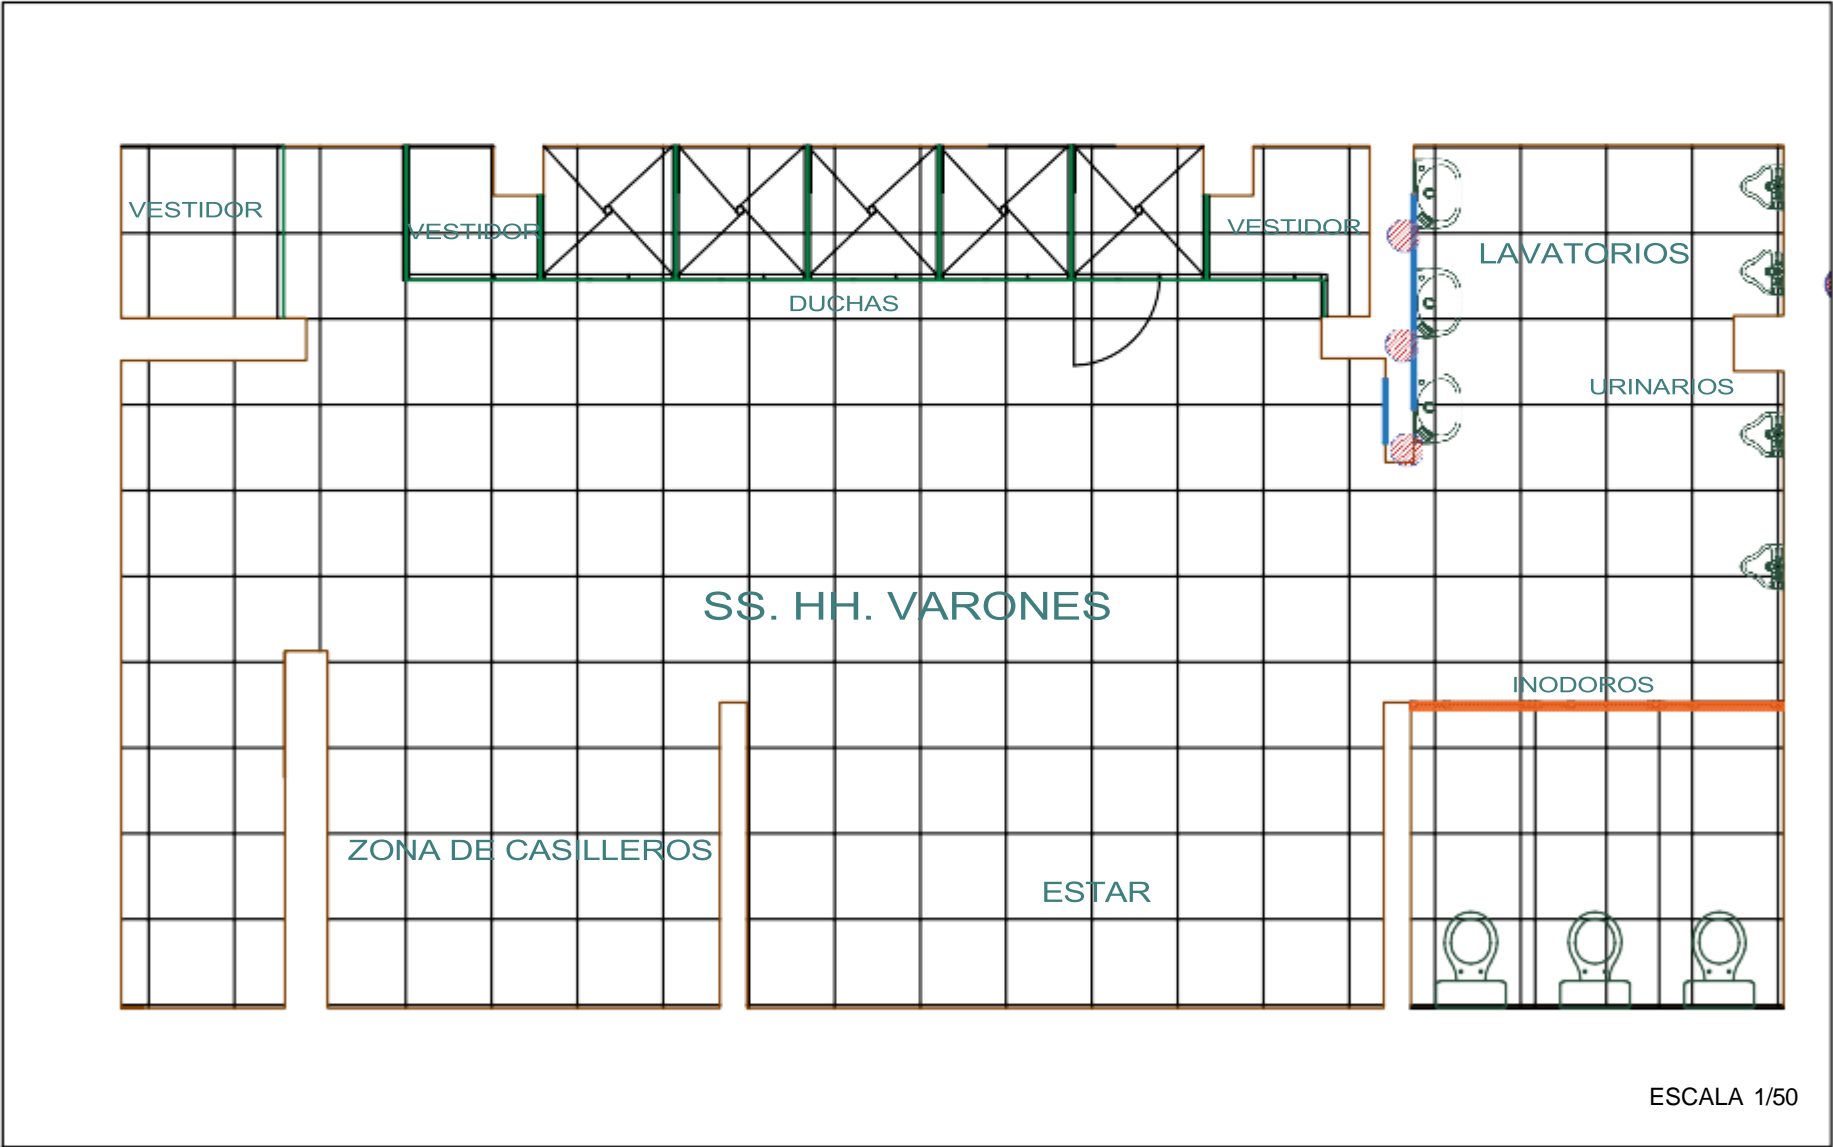 VESTIDOR
VESTIDOR
VESTIDOR
LAVATORIOS
DUCHAS
URINARIOS
SS. HH. VARONES
INODOROS
ZONA DE CASILLEROS
ESTAR
ESCALA 1/50